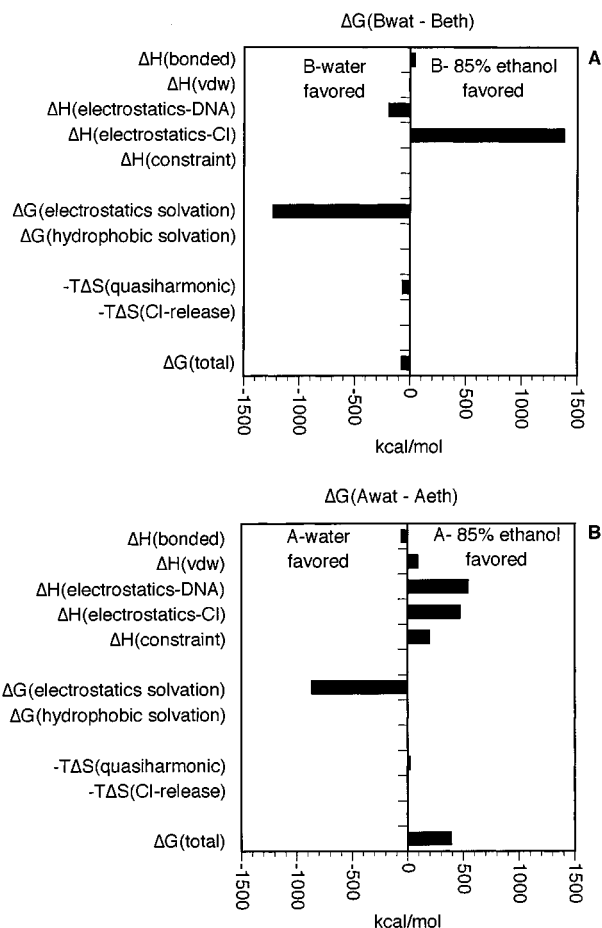 ΔG(Bwat - Beth)
A
ΔH(bonded)
ΔH(vdw)
ΔH(electrostatics-DNA)
ΔH(electrostatics-CI)
ΔH(constraint)
ΔG(electrostatics solvation)
ΔG(hydrophobic solvation)
-TΔS(quasiharmonic)
-TΔS(CI-release)
ΔG(total)
B-water
favored
B- 85% ethanol
favored
-1500
-1000
-500
0
500
1000
1500
kcal/mol
ΔG(Awat - Aeth)
B
ΔH(bonded)
ΔH(vdw)
ΔH(electrostatics-DNA)
ΔH(electrostatics-CI)
ΔH(constraint)
ΔG(electrostatics solvation)
ΔG(hydrophobic solvation)
-TΔS(quasiharmonic)
-TΔS(CI-release)
ΔG(total)
A-water
favored
A- 85% ethanol
favored
-1500
-1000
-500
0
500
1000
1500
kcal/mol